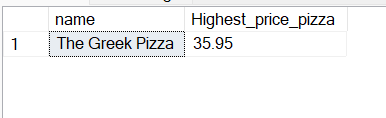 name Highest_price_pizza
1 The Greek Pizza 35.95